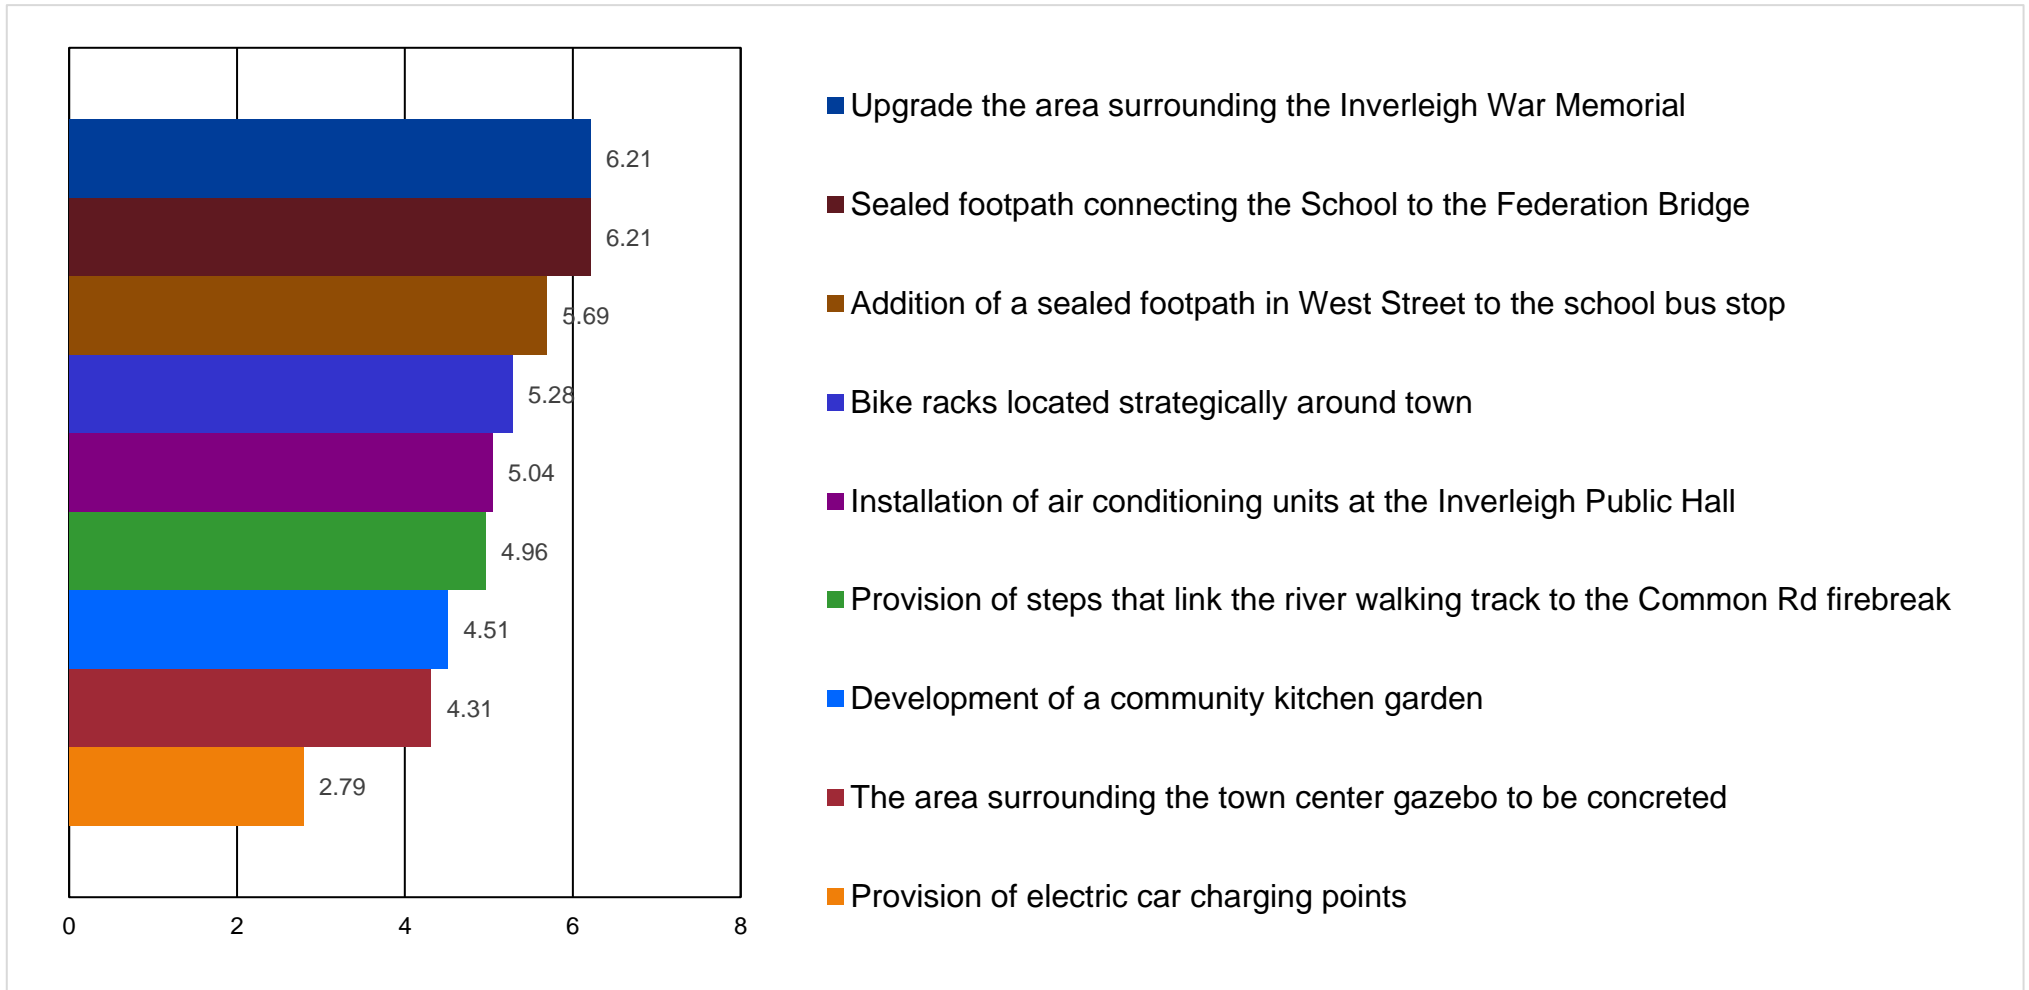 6.21
6.21
5.69
5.28
5.04
4.96
4.51
4.31
2.79
0 2 4 6 8
Upgrade the area surrounding the Inverleigh War Memorial
Sealed footpath connecting the School to the Federation Bridge
Addition of a sealed footpath in West Street to the school bus stop
Bike racks located strategically around town
Installation of air conditioning units at the Inverleigh Public Hall
Provision of steps that link the river walking track to the Common Rd firebreak
Development of a community kitchen garden
The area surrounding the town center gazebo to be concreted
Provision of electric car charging points